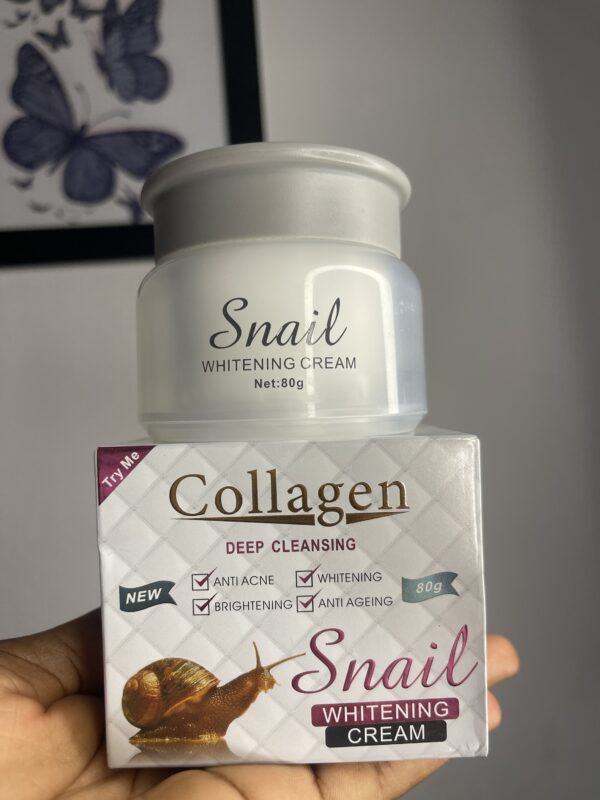 Snail
WHITENING CREAM
Net:80g
Try Me
Collagen
DEEP CLEANSING
NEW
ANTI ACNE
WHITENING
BRIGHTENING
ANTI AGEING
80g
Snail
WHITENING
CREAM